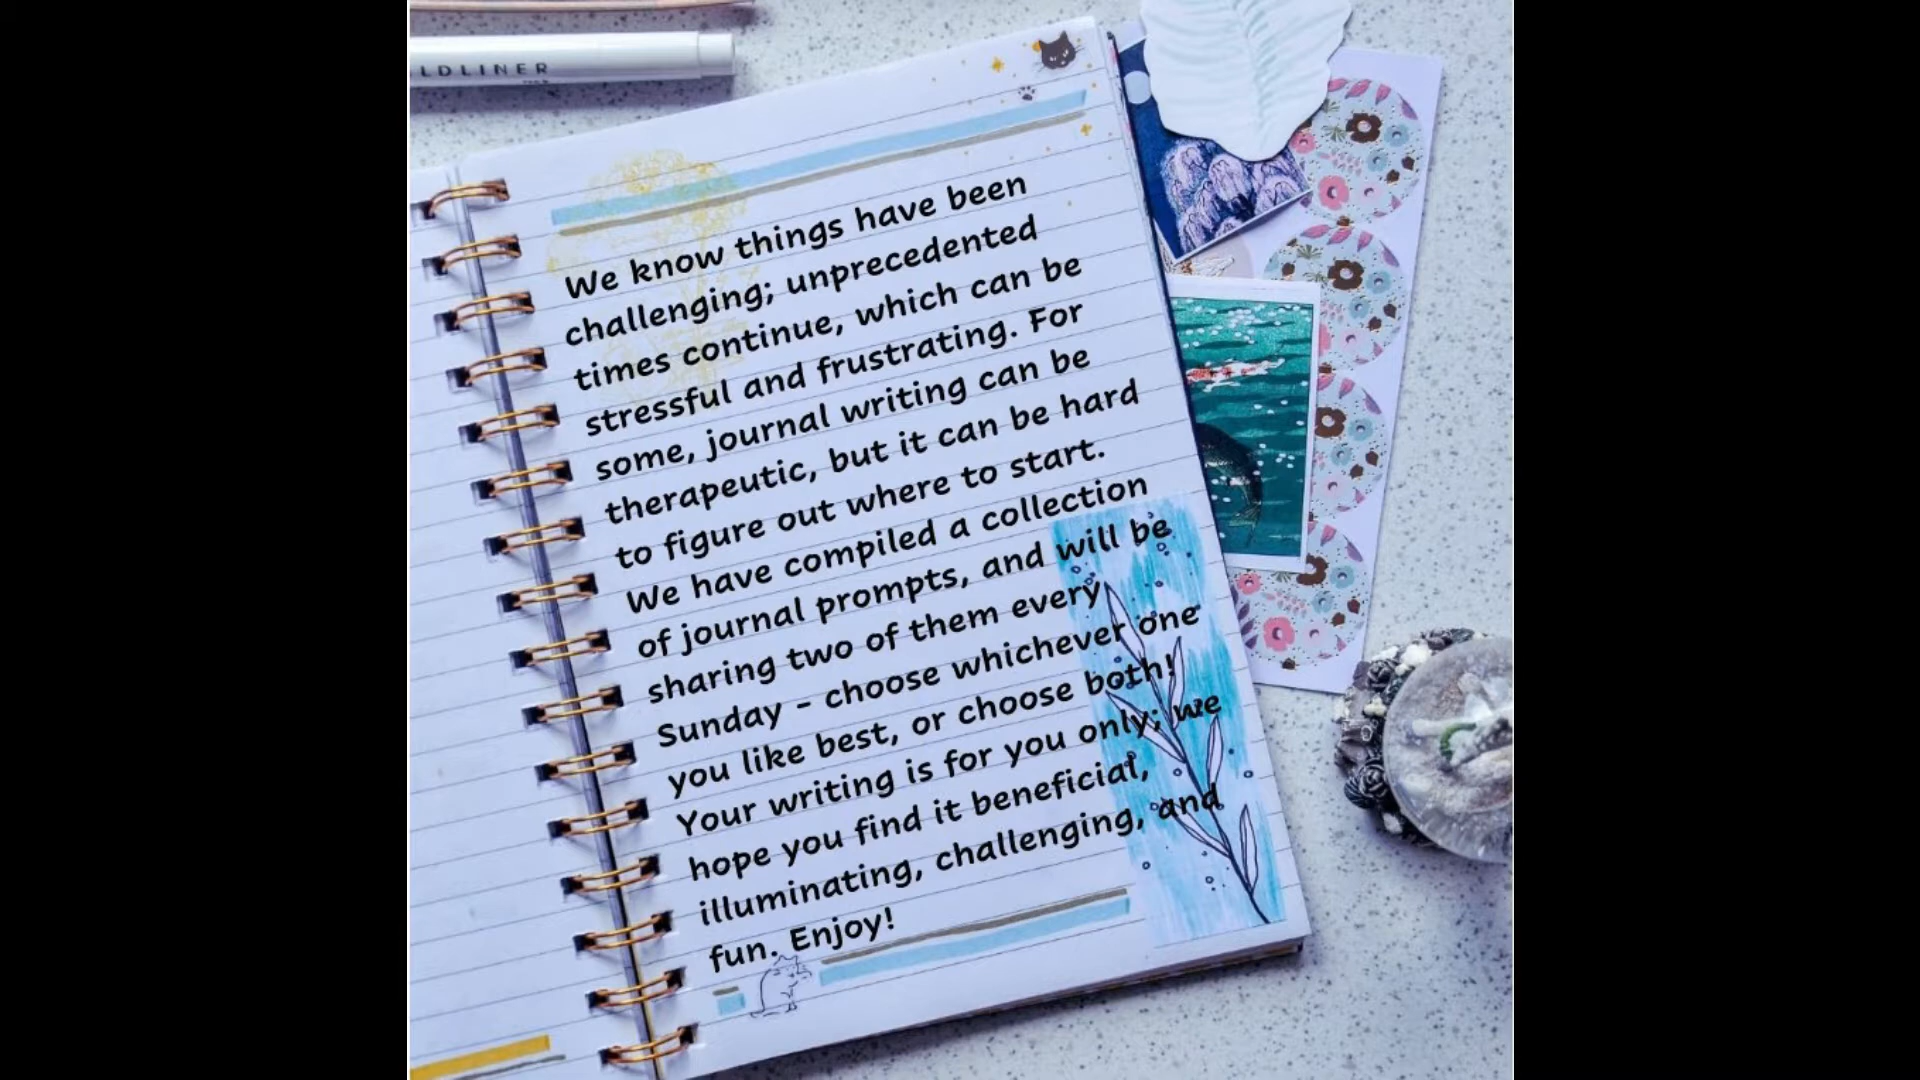 LDLINER
We know things have been
challenging; unprecedented
times continue, which can be
stressful and frustrating. For
some, journal writing can be
therapeutic, but it can be hard
to figure out where to start.
We have compiled a collection
of journal prompts, and will be
sharing two of them every
Sunday - choose whichever one
you like best, or choose both!
Your writing is for you only; we
hope you find it beneficial,
illuminating, challenging, and
fun. Enjoy!